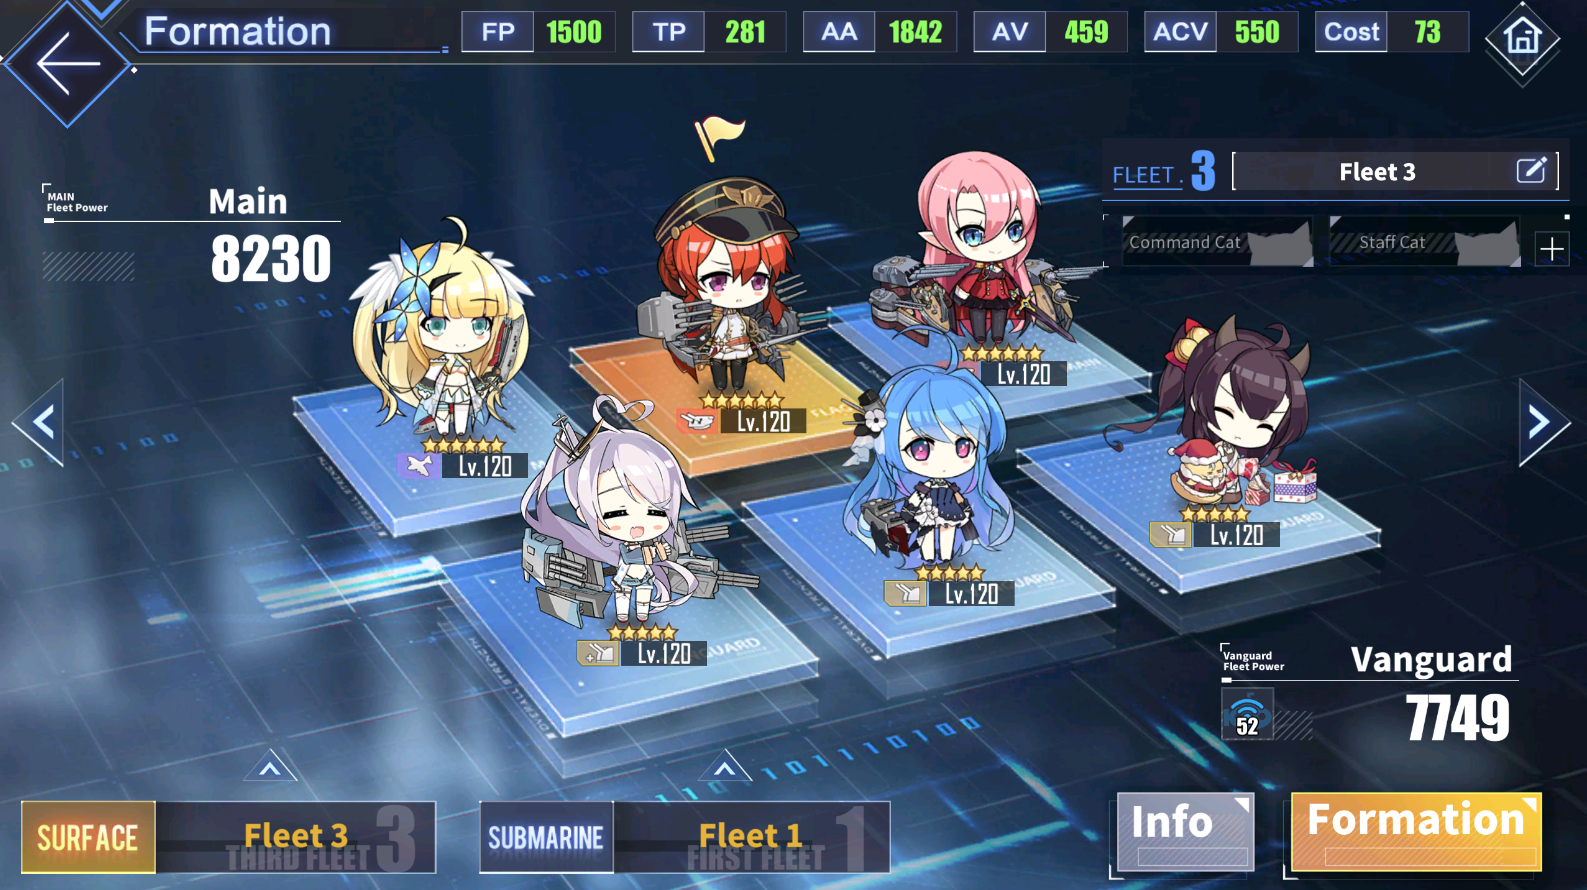 Formation
FP 1500
TP 281
AA 1842
AV 459
ACV 550
Cost 73
MAIN
Fleet Power
Main
8230
FLEET. 3
Fleet 3
Command Cat
Staff Cat
Lv.120
Lv.120
Lv.120
Lv.120
Lv.120
Lv.120
Vanguard
Fleet Power
Vanguard
52
7749
SURFACE
Fleet 3
THIRD FLEET 3
SUBMARINE
Fleet 1
FIRST FLEET 1
Info
Formation